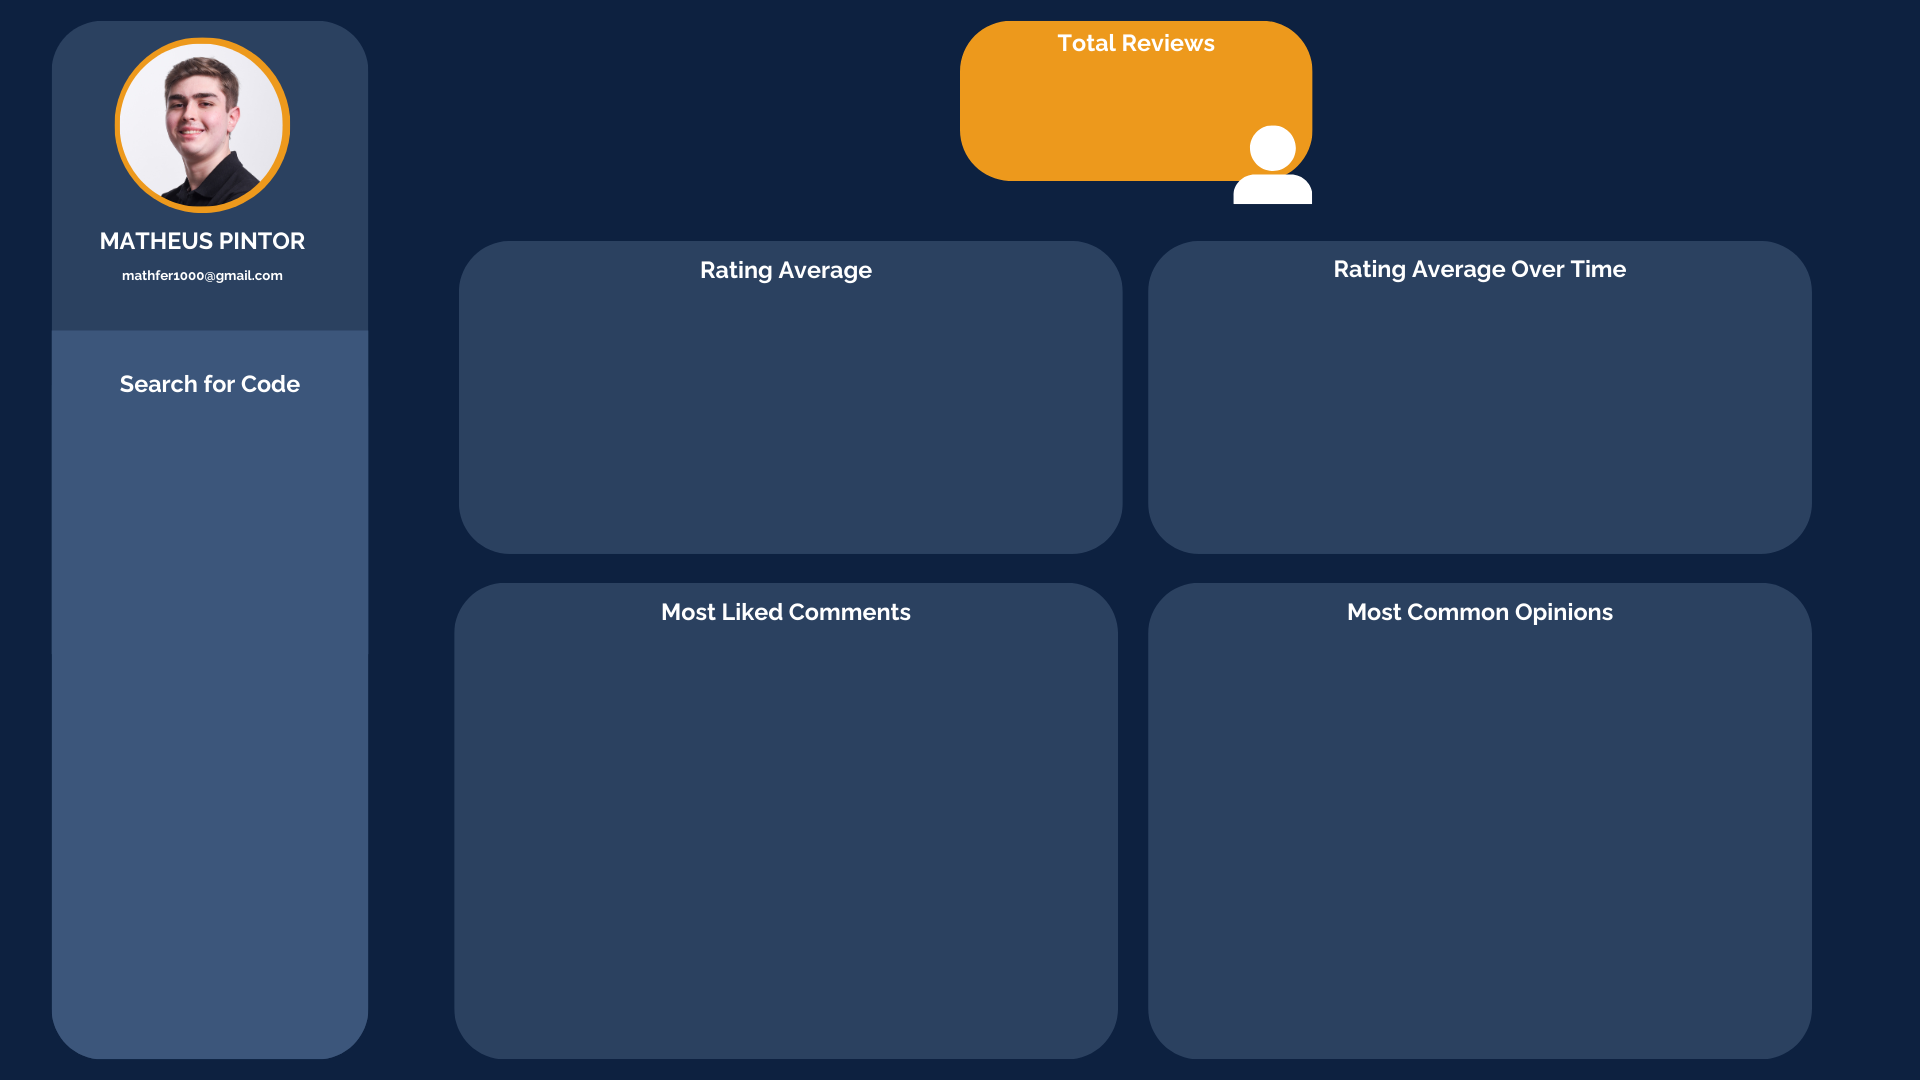 MATHEUS PINTOR
mathfer1000@gmail.com
Search for Code
Total Reviews
Rating Average
Rating Average Over Time
Most Liked Comments
Most Common Opinions